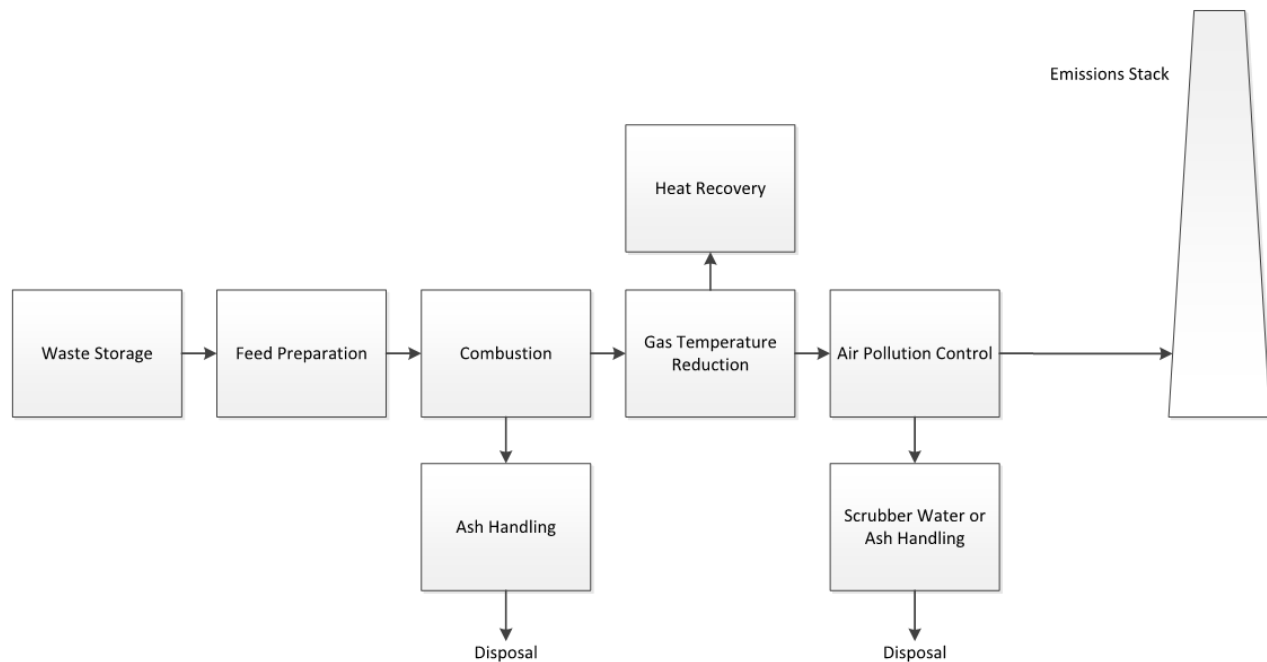 Emissions Stack
Heat Recovery
Waste Storage
Feed Preparation
Combustion
Gas Temperature
Reduction
Air Pollution Control
Ash Handling
Scrubber Water or
Ash Handling
Disposal
Disposal